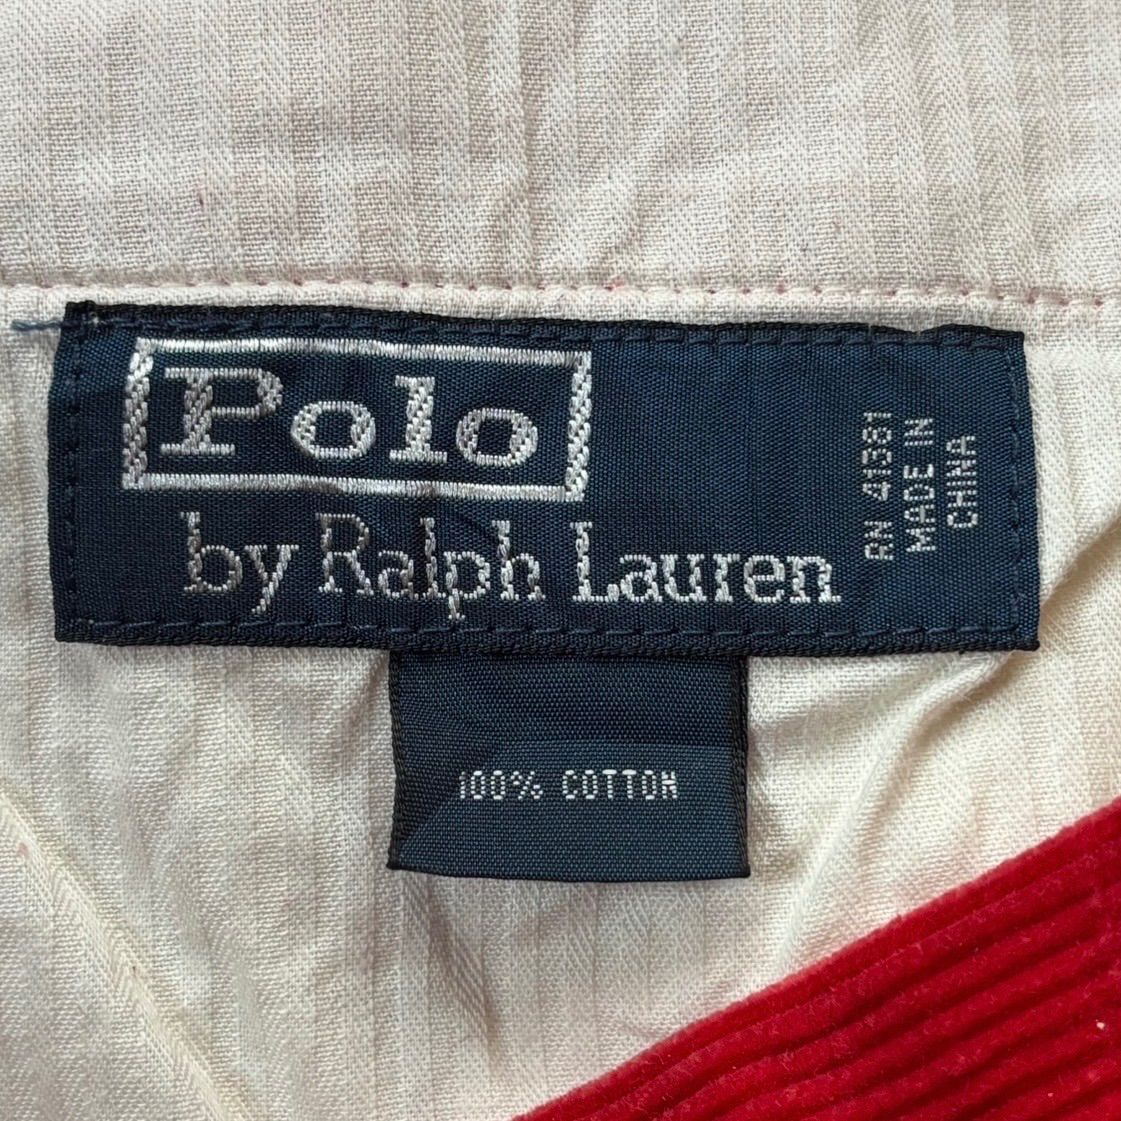 Polo
by Ralph Lauren
RN 41381
MADE IN
CHINA
100% COTTON